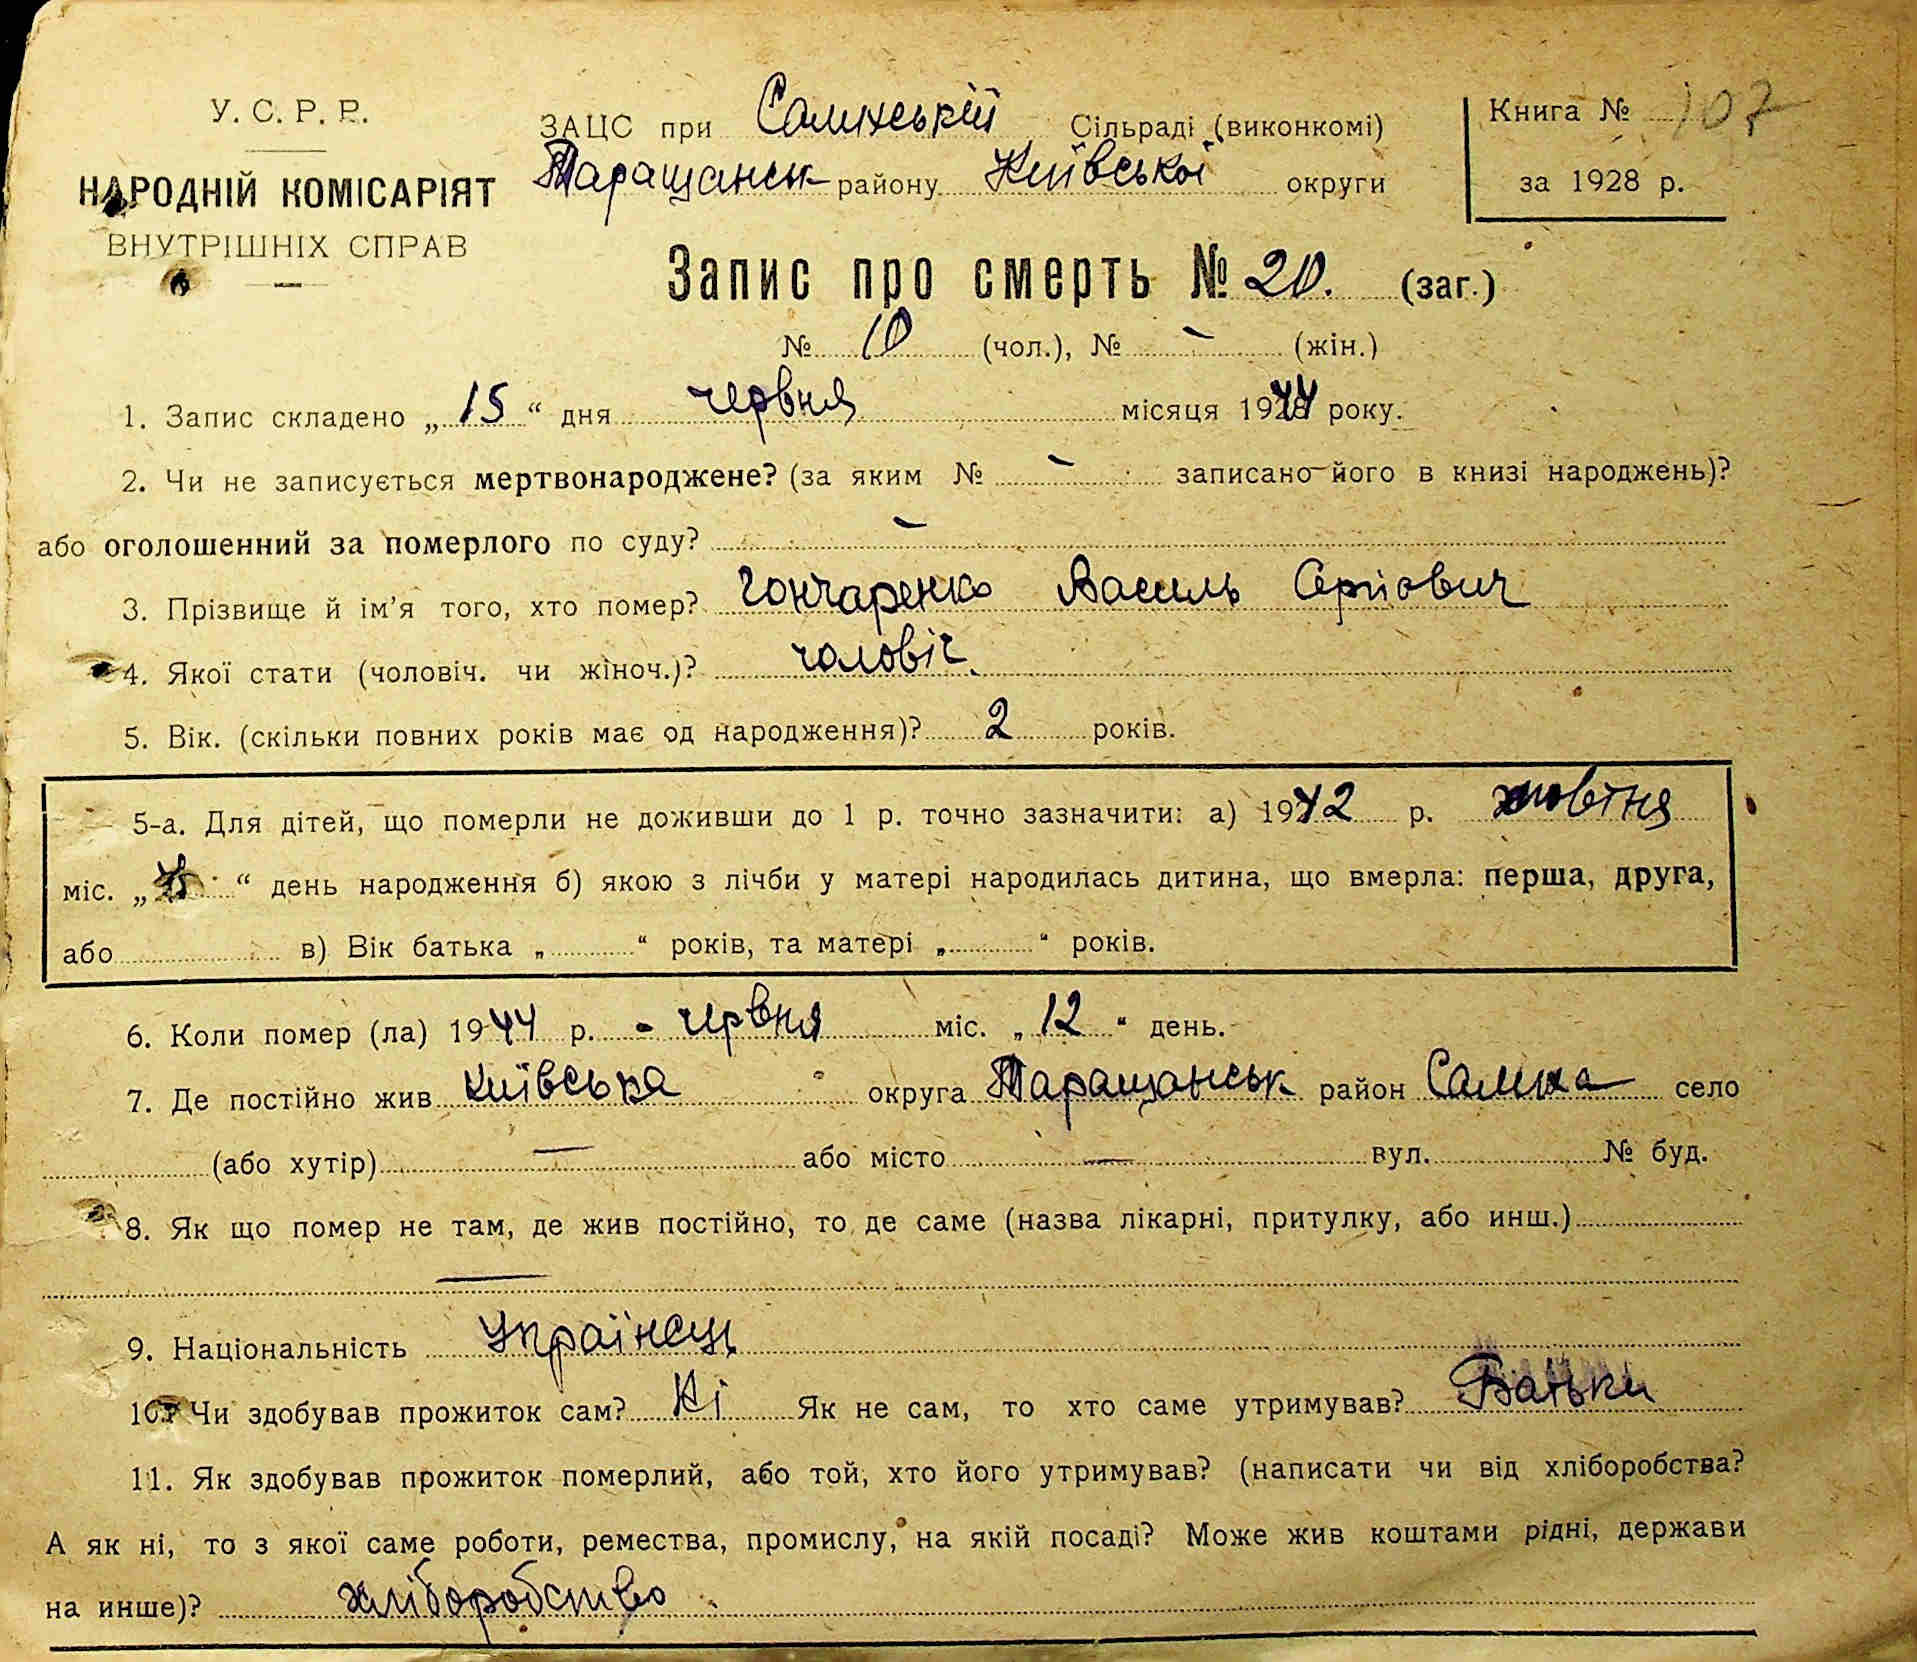 У. С. Р. Р.
НАРОДНІЙ КОМІСАРІЯТ
ВНУТРІШНІХ СПРАВ
ЗАЦС при Салихській Сільраді (виконкомі)
Таращанськ району Київської округи
Книга № 107
за 1928 р.
Запис про смерть № 20. (заг.)
№ 10 (чол.), № – (жін.)
1. Запис складено „ 15 “ дня червня місяця 1944 року.
2. Чи не записується мертвонароджене? (за яким № – записано його в книзі народжень)?
або оголошенний за померлого по суду? –
3. Прізвище й ім'я того, хто помер? Гончаренко Василь Сергіович
4. Якої стати (чоловіч. чи жіноч.)? чоловіч.
5. Вік. (скільки повних років має од народження)? 2 років.
5-а. Для дітей, що померли не доживши до 1 р. точно зазначити: а) 1942 р. жовтня
міс. „ “ день народження б) якою з лічби у матері народилась дитина, що вмерла: перша, друга,
або в) Вік батька „ “ років, та матері „ “ років.
6. Коли помер (ла) 1944 р. - червня міс. „ 12 “ день.
7. Де постійно жив Київська округа Таращанськ район Салиха село
(або хутір) — або місто — вул. № буд.
8. Як що помер не там, де жив постійно, то де саме (назва лікарні, притулку, або инш.)
—
9. Національність Українець
10. Чи здобував прожиток сам? Ні Як не сам, то хто саме утримував? Батьки
11. Як здобував прожиток померлий, або той, хто його утримував? (написати чи від хліборобства?
А як ні, то з якої саме роботи, ремества, промислу, на якій посаді? Може жив коштами рідні, держави
на инше)? хліборобство